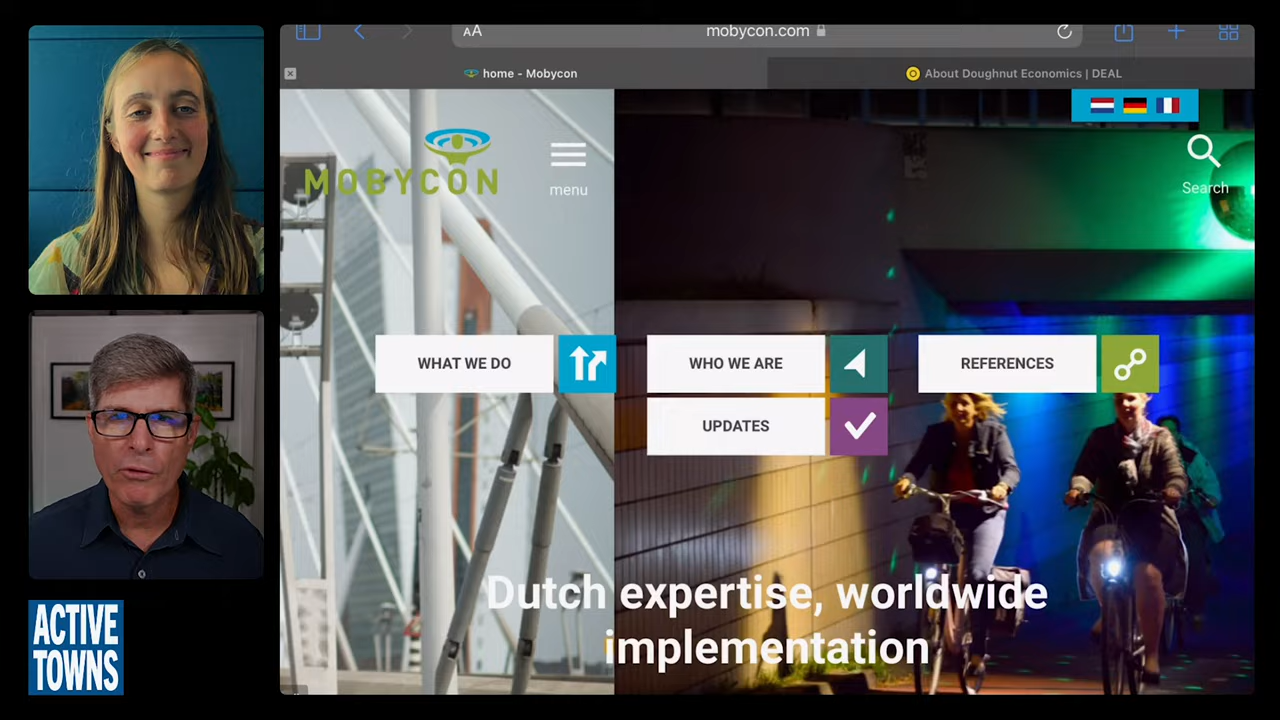 AA
mobycon.com
home - Mobycon
About Doughnut Economics | DEAL
MOBYCON
menu
Search
WHAT WE DO
WHO WE ARE
REFERENCES
UPDATES
Dutch expertise, worldwide
implementation
ACTIVE
TOWNS